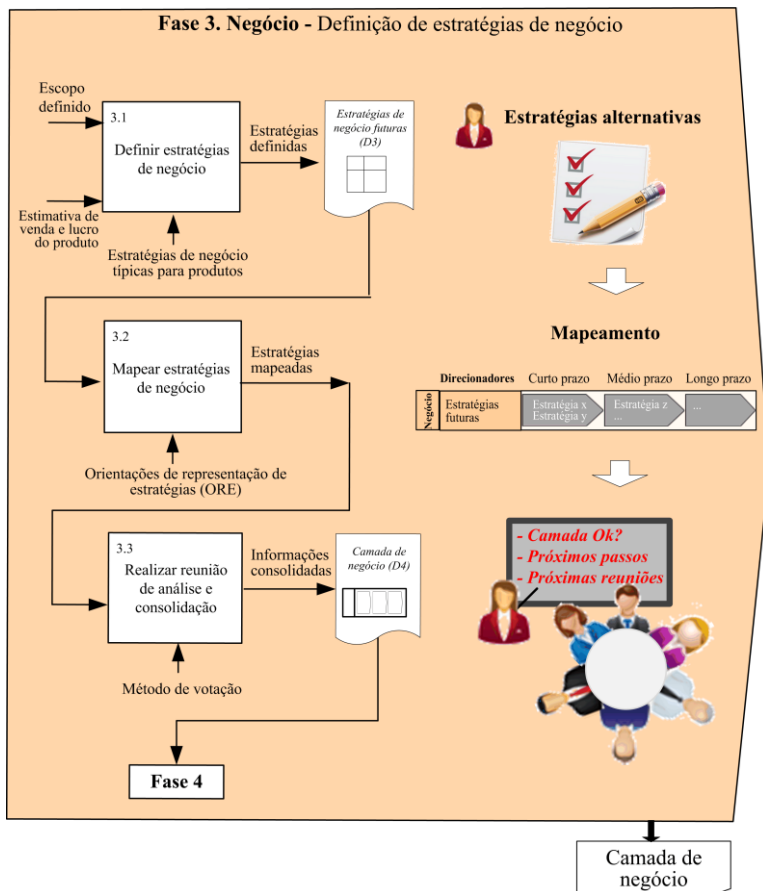 Fase 3. Negócio - Definição de estratégias de negócio
Escopo
definido
3.1
Definir estratégias
de negócio
Estratégias
definidas
Estratégias de
negócio futuras
(D3)
Estimativa de
venda e lucro
do produto
Estratégias de negócio
típicas para produtos
3.2
Mapear estratégias
de negócio
Estratégias
mapeadas
Orientações de representação de
estratégias (ORE)
3.3
Realizar reunião
de análise e
consolidação
Informações
consolidadas
Camada de
negócio (D4)
Método de votação
Fase 4
Estratégias alternativas
Mapeamento
Direcionadores
Curto prazo
Médio prazo
Longo prazo
Negócio
Estratégias
futuras
Estratégia x
Estratégia y
Estratégia z
...
...
- Camada Ok?
- Próximos passos
- Próximas reuniões
Camada de
negócio